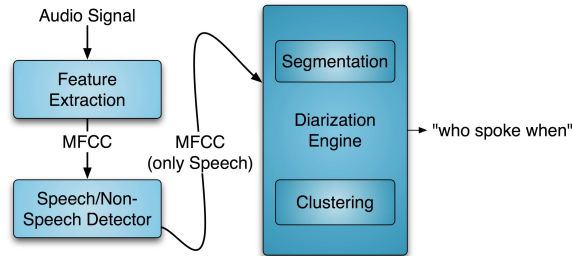 Audio Signal
Feature
Extraction
MFCC
Speech/Non-
Speech Detector
MFCC
(only Speech)
Segmentation
Diarization
Engine
Clustering
"who spoke when"